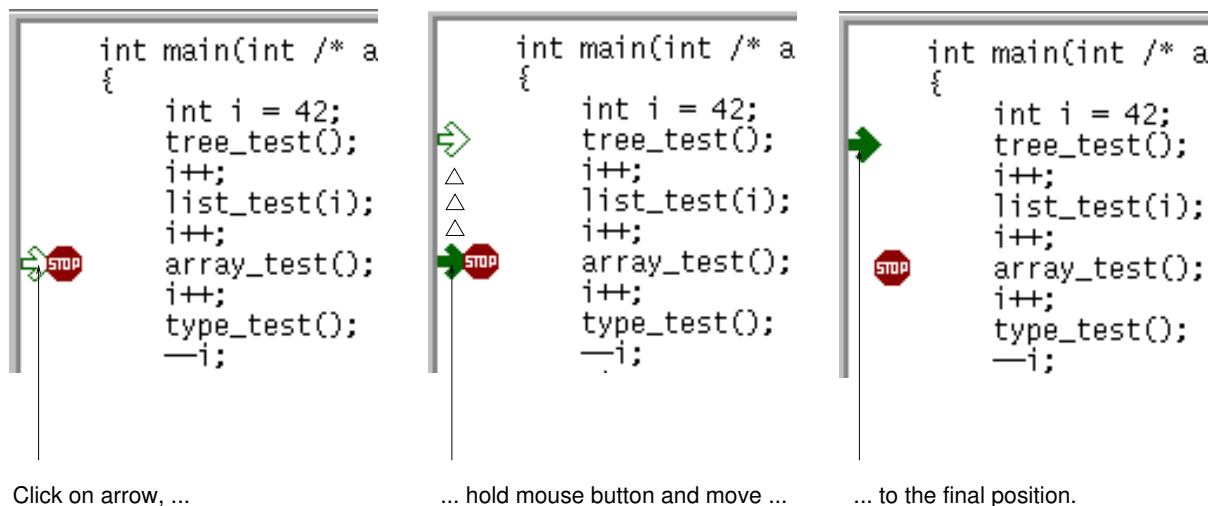 int main(int /* a
{
int i = 42;
tree_test();
i++;
list_test(i);
i++;
STOP array_test();
i++;
type_test();
--i;
Click on arrow, ...
int main(int /* a
{
int i = 42;
tree_test();
i++;
list_test(i);
i++;
STOP array_test();
i++;
type_test();
--i;
... hold mouse button and move ...
int main(int /* a
{
int i = 42;
tree_test();
i++;
list_test(i);
i++;
STOP array_test();
i++;
type_test();
--i;
... to the final position.